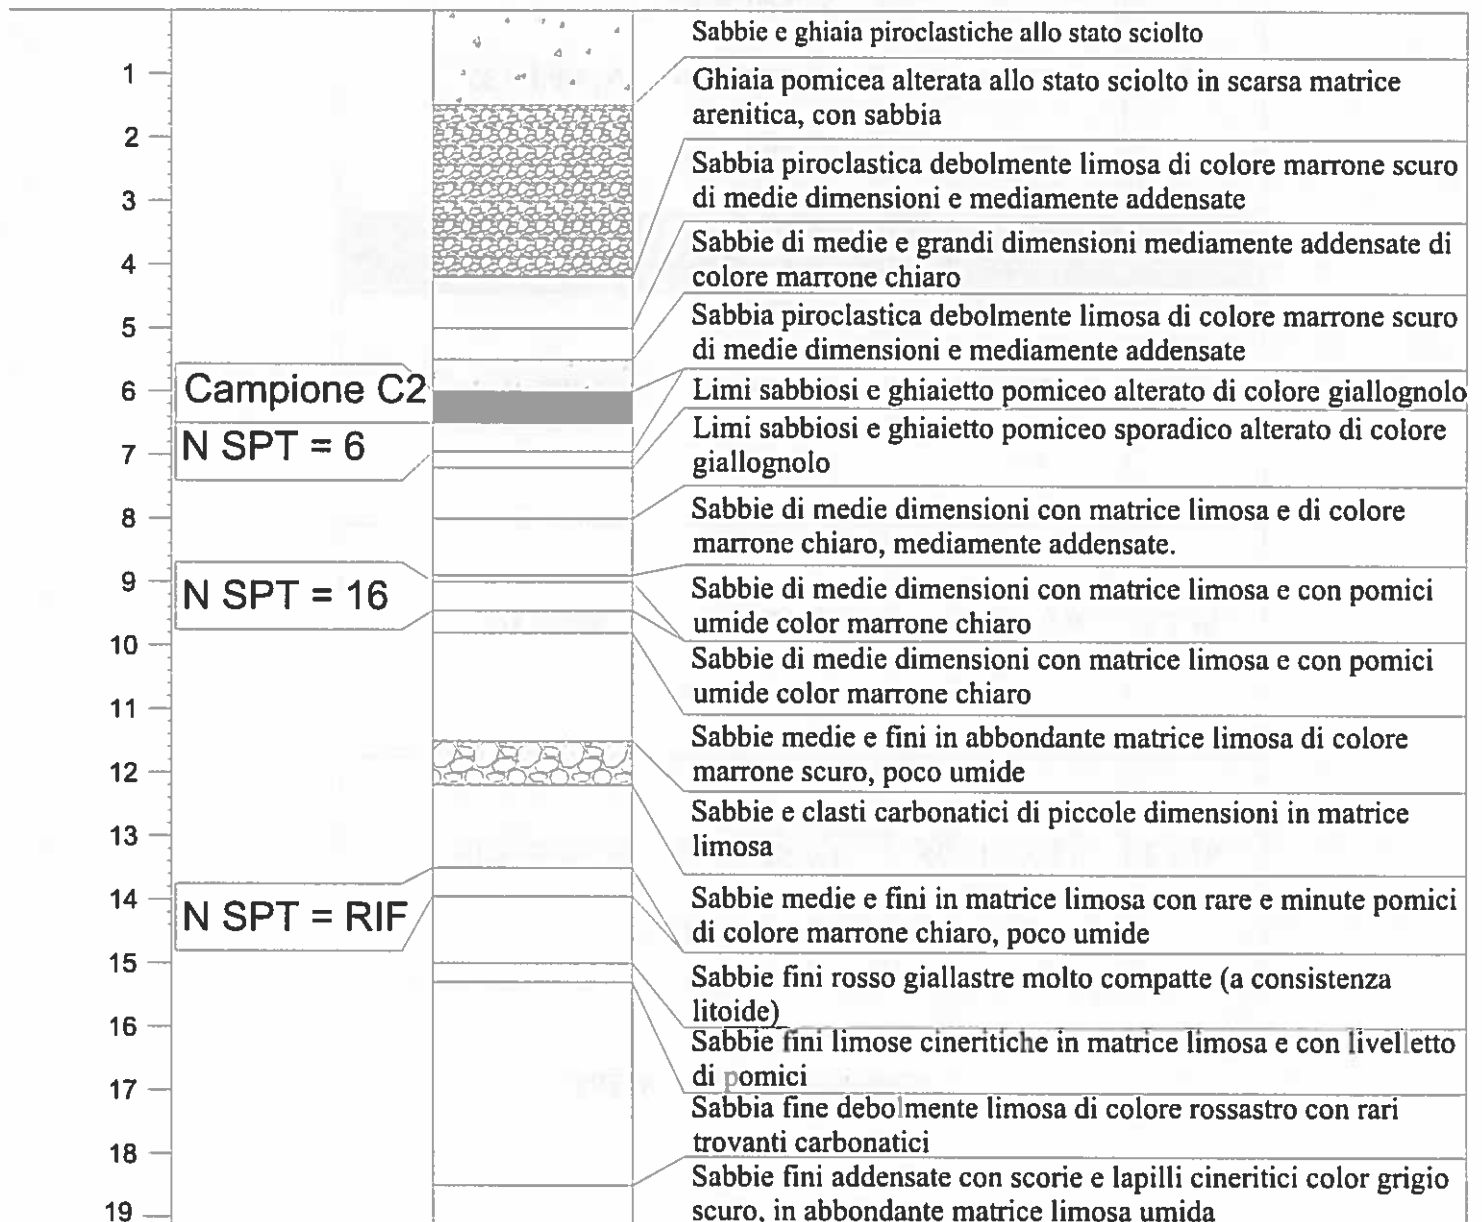 Sabbie e ghiaia piroclastiche allo stato sciolto
1
Ghiaia pomicea alterata allo stato sciolto in scarsa matrice
arenitica, con sabbia
2
Sabbia piroclastica debolmente limosa di colore marrone scuro
di medie dimensioni e mediamente addensate
3
Sabbie di medie e grandi dimensioni mediamente addensate di
colore marrone chiaro
4
Sabbia piroclastica debolmente limosa di colore marrone scuro
di medie dimensioni e mediamente addensate
5
Campione C2
6
Limi sabbiosi e ghiaietto pomiceo alterato di colore giallognolo
N SPT = 6
7
Limi sabbiosi e ghiaietto pomiceo sporadico alterato di colore
giallognolo
8
Sabbie di medie dimensioni con matrice limosa e di colore
marrone chiaro, mediamente addensate.
9
N SPT = 16
Sabbie di medie dimensioni con matrice limosa e con pomici
umide color marrone chiaro
10
Sabbie di medie dimensioni con matrice limosa e con pomici
umide color marrone chiaro
11
Sabbie medie e fini in abbondante matrice limosa di colore
marrone scuro, poco umide
12
Sabbie e clasti carbonatici di piccole dimensioni in matrice
limosa
13
14
N SPT = RIF
Sabbie medie e fini in matrice limosa con rare e minute pomici
di colore marrone chiaro, poco umide
15
Sabbie fini rosso giallastre molto compatte (a consistenza
litoide)
16
Sabbie fini limose cineritiche in matrice limosa e con livelletto
di pomici
17
Sabbia fine debolmente limosa di colore rossastro con rari
trovanti carbonatici
18
Sabbie fini addensate con scorie e lapilli cineritici color grigio
scuro, in abbondante matrice limosa umida
19